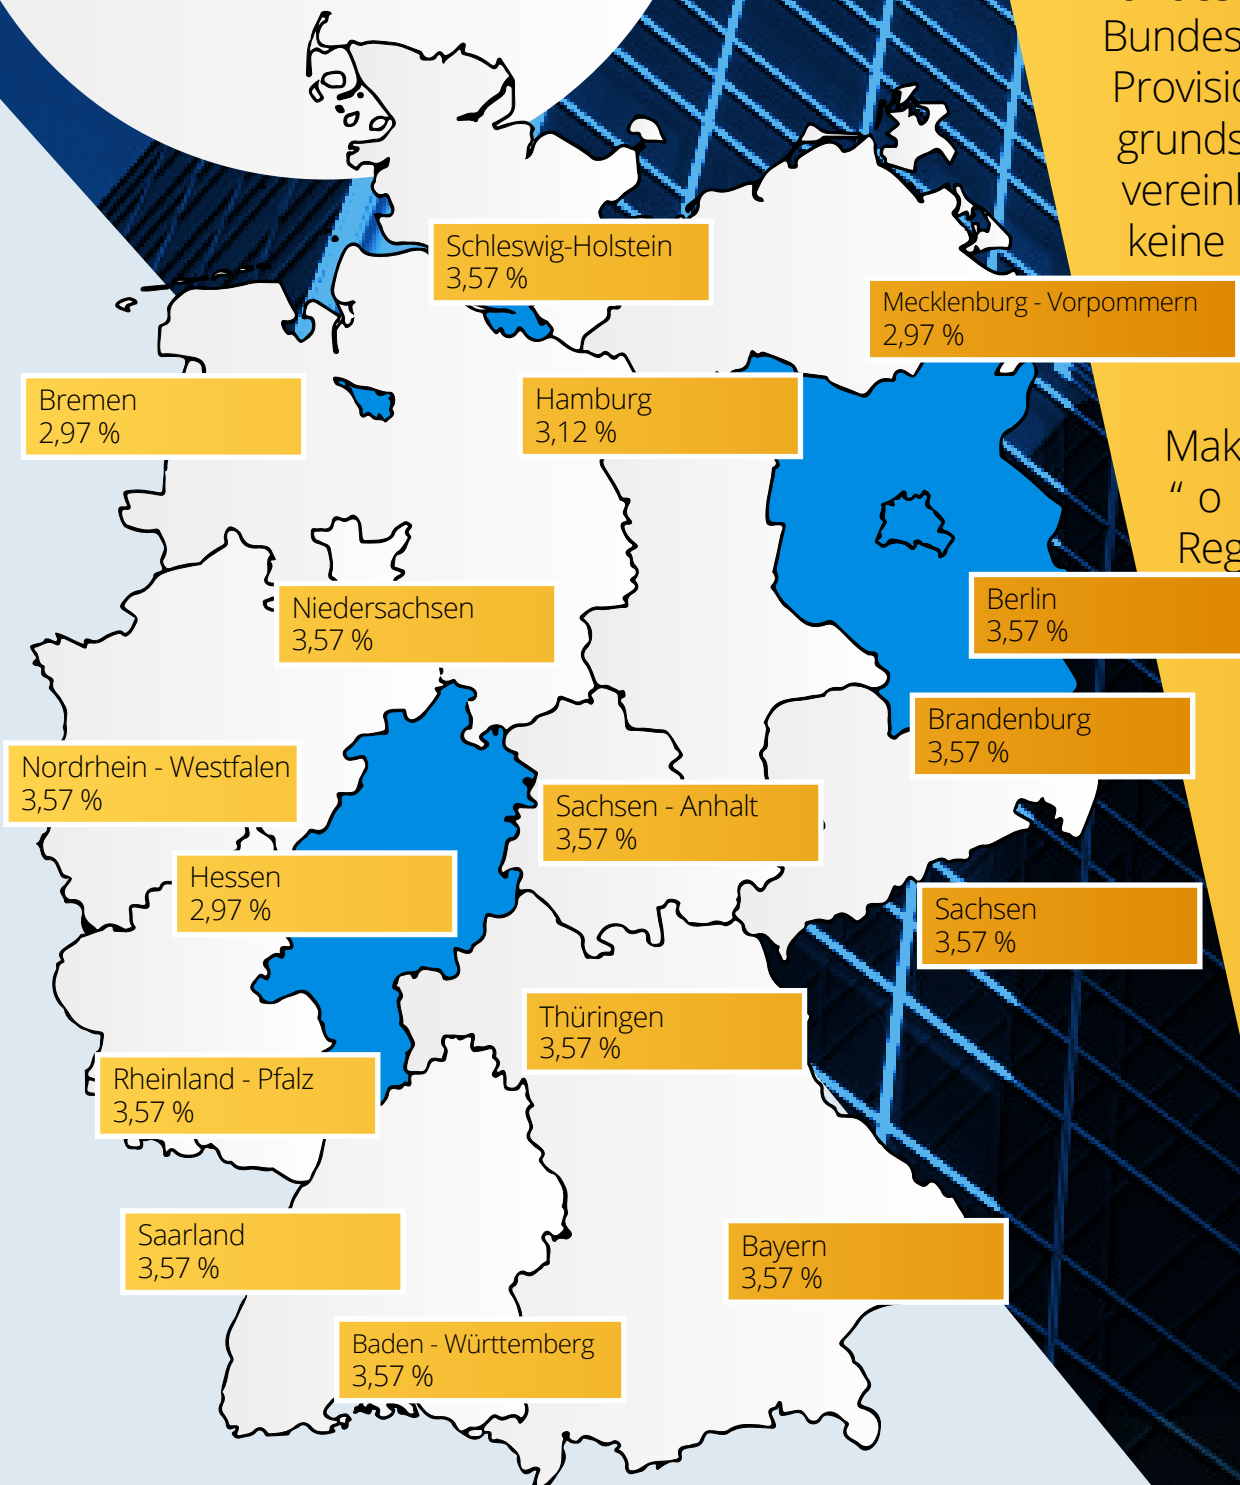 Schleswig-Holstein
3,57 %
Mecklenburg - Vorpommern
2,97 %
Bremen
2,97 %
Hamburg
3,12 %
Niedersachsen
3,57 %
Berlin
3,57 %
Brandenburg
3,57 %
Nordrhein - Westfalen
3,57 %
Sachsen - Anhalt
3,57 %
Hessen
2,97 %
Sachsen
3,57 %
Thüringen
3,57 %
Rheinland - Pfalz
3,57 %
Saarland
3,57 %
Bayern
3,57 %
Baden - Württemberg
3,57 %
Bundes
Provisio
grunds
vereinb
keine
Mak
“ o
Reg